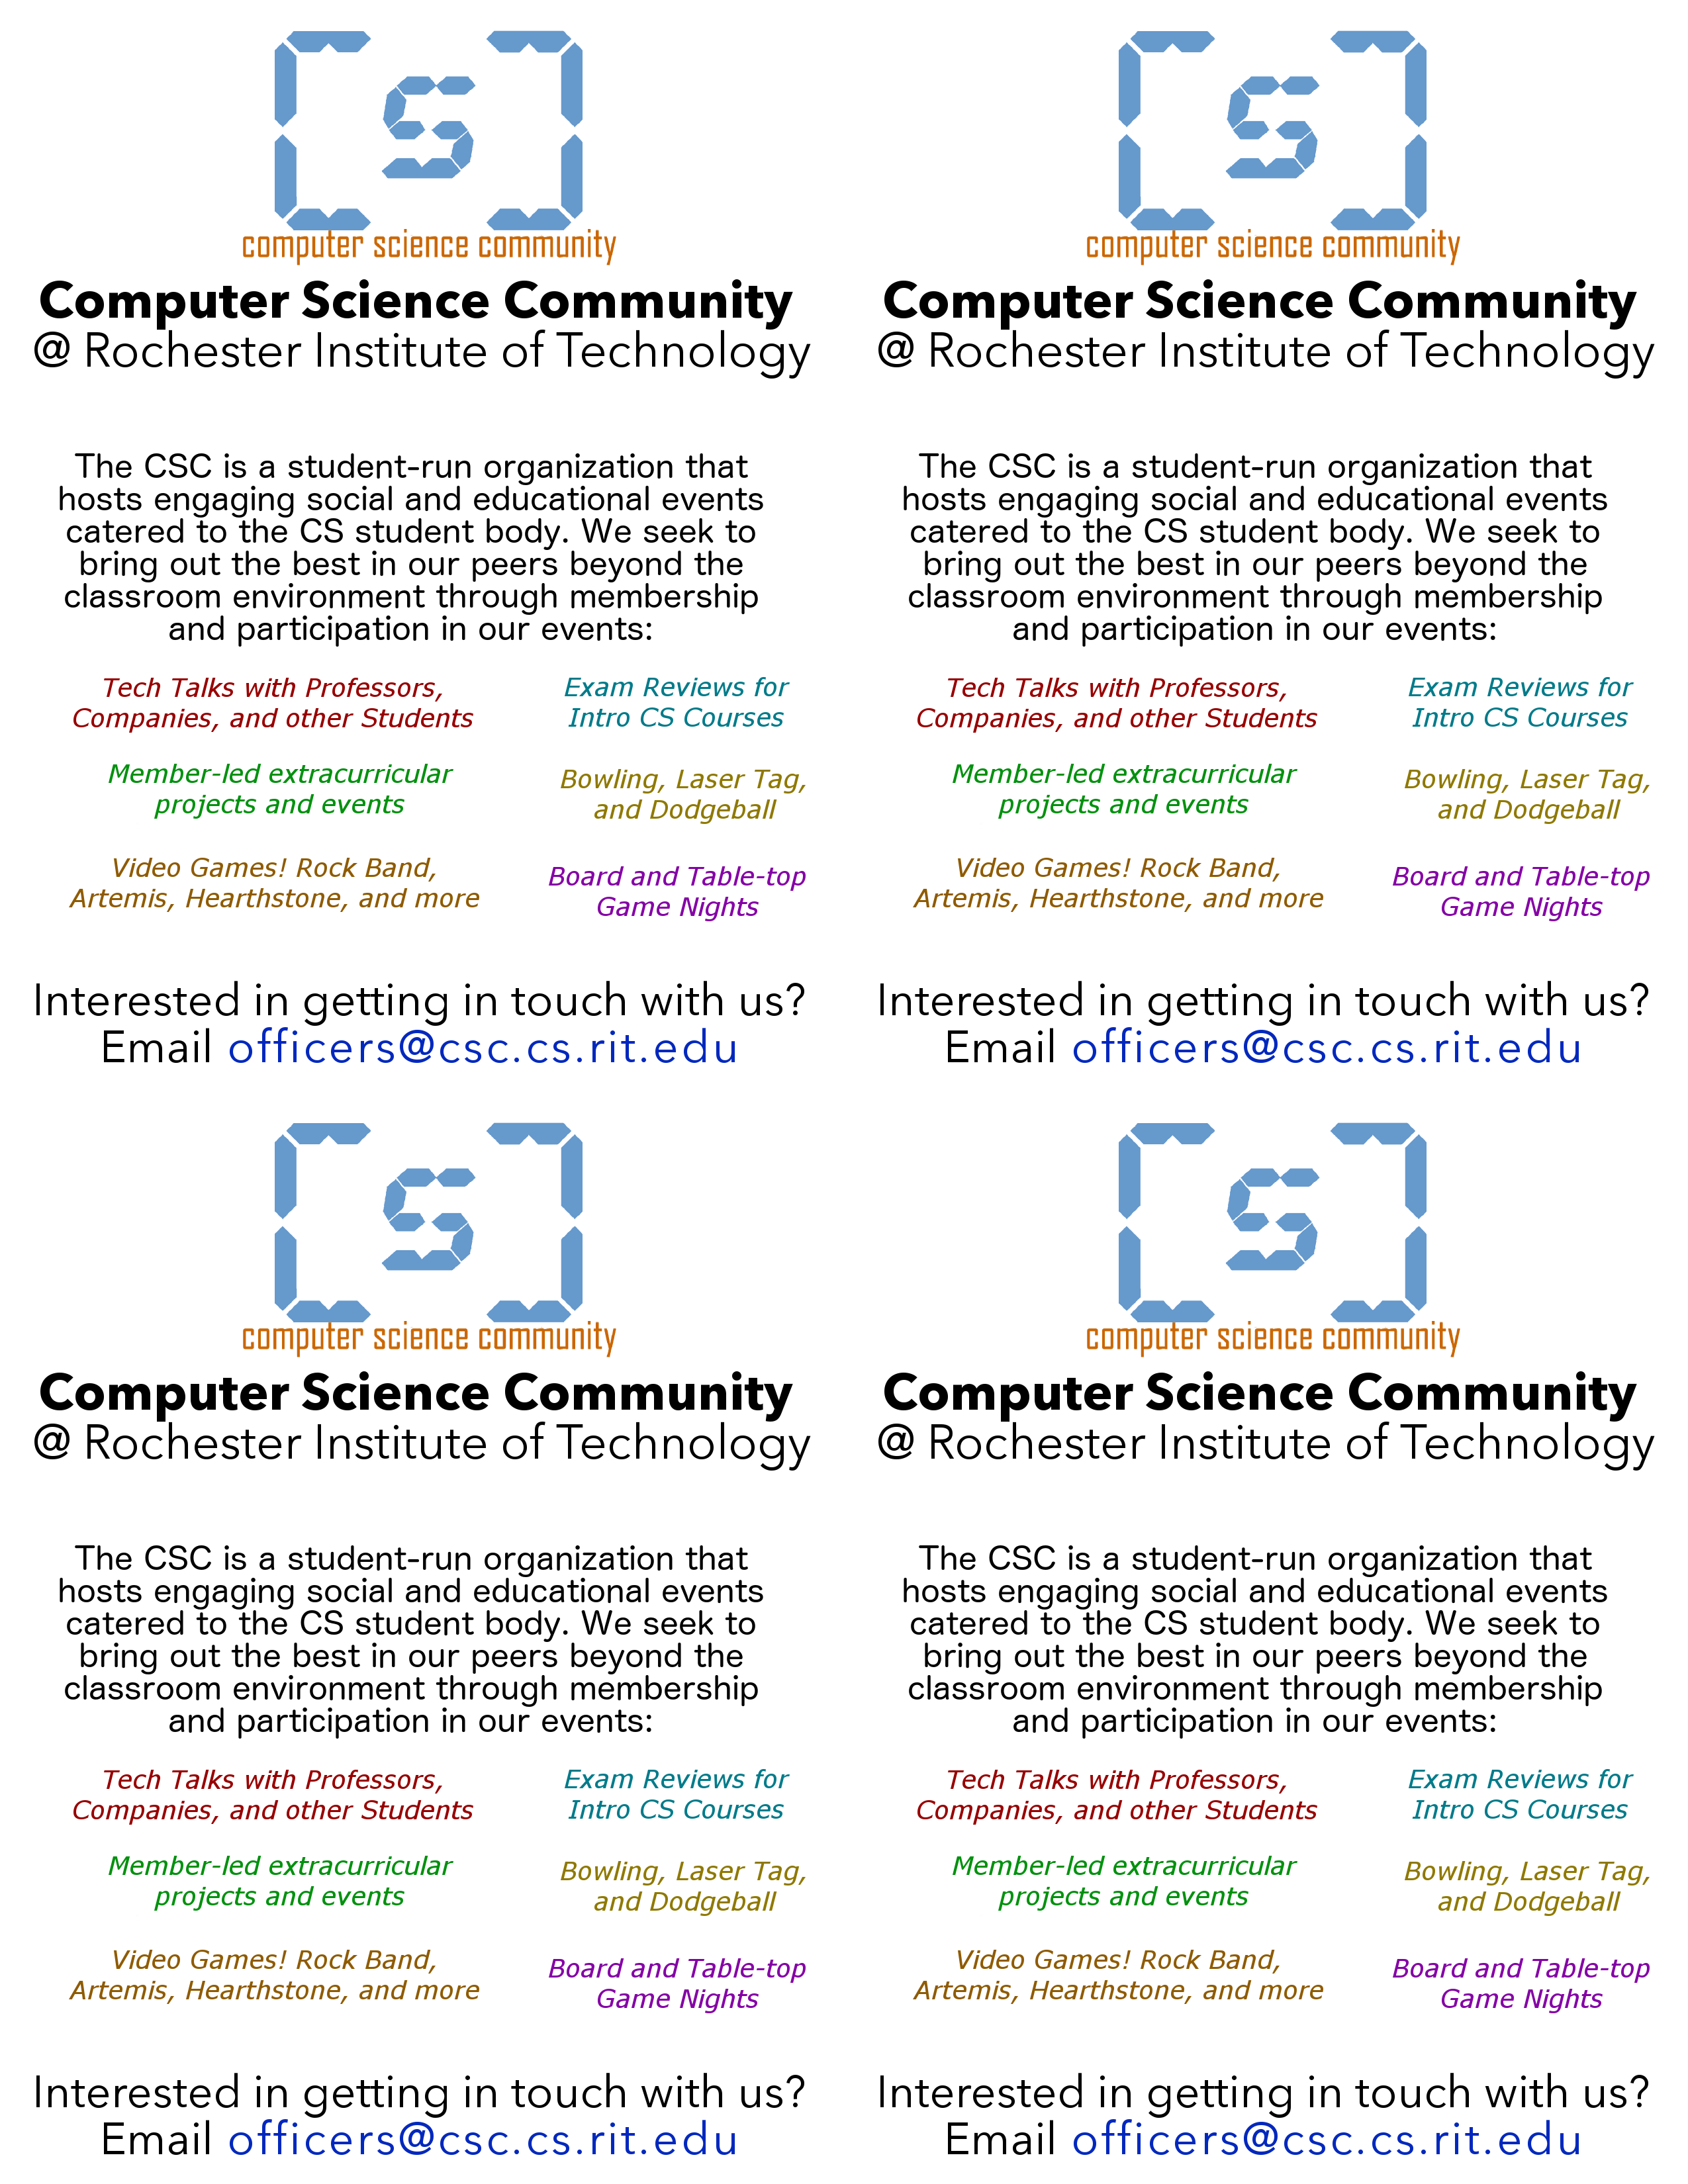 computer science community
Computer Science Community
@ Rochester Institute of Technology
The CSC is a student-run organization that
hosts engaging social and educational events
catered to the CS student body. We seek to
bring out the best in our peers beyond the
classroom environment through membership
and participation in our events:
Tech Talks with Professors,
Companies, and other Students
Exam Reviews for
Intro CS Courses
Member-led extracurricular
projects and events
Bowling, Laser Tag,
and Dodgeball
Video Games! Rock Band,
Artemis, Hearthstone, and more
Board and Table-top
Game Nights
Interested in getting in touch with us?
Email officers@csc.cs.rit.edu
computer science community
Computer Science Community
@ Rochester Institute of Technology
The CSC is a student-run organization that
hosts engaging social and educational events
catered to the CS student body. We seek to
bring out the best in our peers beyond the
classroom environment through membership
and participation in our events:
Tech Talks with Professors,
Companies, and other Students
Exam Reviews for
Intro CS Courses
Member-led extracurricular
projects and events
Bowling, Laser Tag,
and Dodgeball
Video Games! Rock Band,
Artemis, Hearthstone, and more
Board and Table-top
Game Nights
Interested in getting in touch with us?
Email officers@csc.cs.rit.edu
computer science community
Computer Science Community
@ Rochester Institute of Technology
The CSC is a student-run organization that
hosts engaging social and educational events
catered to the CS student body. We seek to
bring out the best in our peers beyond the
classroom environment through membership
and participation in our events:
Tech Talks with Professors,
Companies, and other Students
Exam Reviews for
Intro CS Courses
Member-led extracurricular
projects and events
Bowling, Laser Tag,
and Dodgeball
Video Games! Rock Band,
Artemis, Hearthstone, and more
Board and Table-top
Game Nights
Interested in getting in touch with us?
Email officers@csc.cs.rit.edu
computer science community
Computer Science Community
@ Rochester Institute of Technology
The CSC is a student-run organization that
hosts engaging social and educational events
catered to the CS student body. We seek to
bring out the best in our peers beyond the
classroom environment through membership
and participation in our events:
Tech Talks with Professors,
Companies, and other Students
Exam Reviews for
Intro CS Courses
Member-led extracurricular
projects and events
Bowling, Laser Tag,
and Dodgeball
Video Games! Rock Band,
Artemis, Hearthstone, and more
Board and Table-top
Game Nights
Interested in getting in touch with us?
Email officers@csc.cs.rit.edu